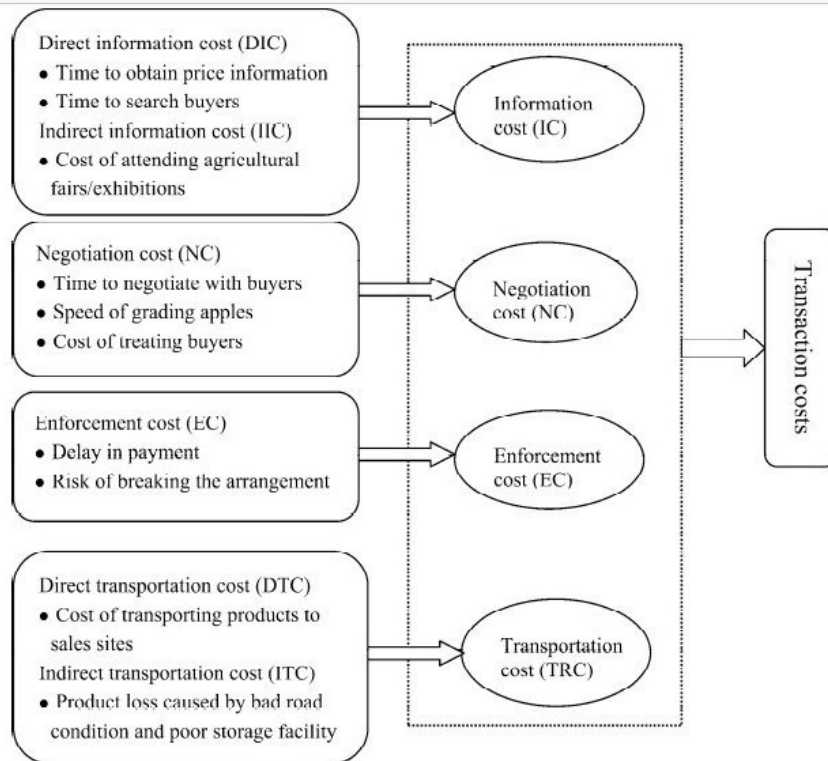 Direct information cost (DIC)
● Time to obtain price information
● Time to search buyers
Indirect information cost (IIC)
● Cost of attending agricultural
fairs/exhibitions
Information
cost (IC)
Negotiation cost (NC)
● Time to negotiate with buyers
● Speed of grading apples
● Cost of treating buyers
Negotiation
cost (NC)
Enforcement cost (EC)
● Delay in payment
● Risk of breaking the arrangement
Enforcement
cost (EC)
Direct transportation cost (DTC)
● Cost of transporting products to
sales sites
Indirect transportation cost (ITC)
● Product loss caused by bad road
condition and poor storage facility
Transportation
cost (TRC)
Transaction costs